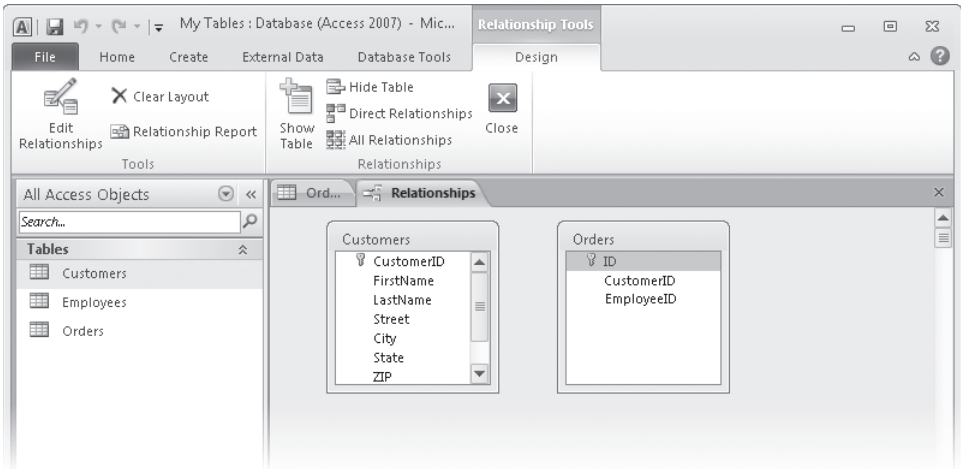 My Tables : Database (Access 2007) - Mic...
Relationship Tools
File
Home
Create
External Data
Database Tools
Design
Edit
Relationships
Clear Layout
Relationship Report
Tools
Show
Table
Hide Table
Direct Relationships
All Relationships
Close
Relationships
All Access Objects
Search...
Tables
Customers
Employees
Orders
Ord...
Relationships
Customers
CustomerID
FirstName
LastName
Street
City
State
ZIP
Orders
ID
CustomerID
EmployeeID